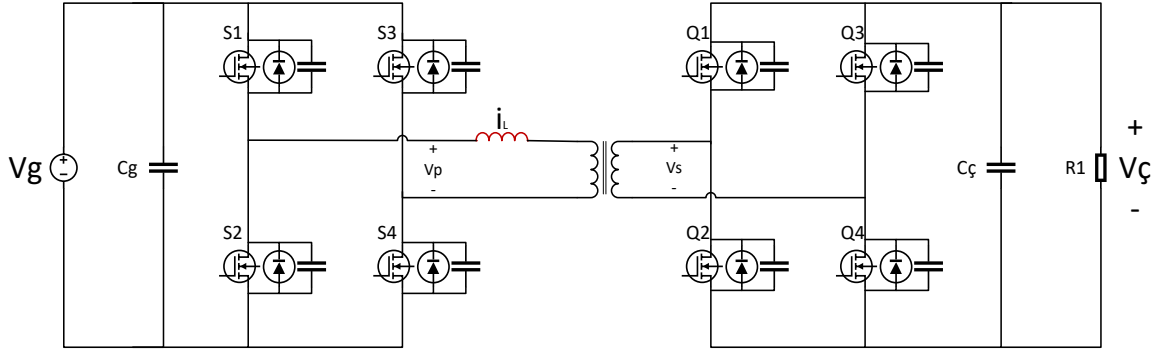 S1
S3
Q1
Q3
iL
+
Vp
-
+
Vs
-
Vg
+
-
Cg
Cç
R1
+
Vç
-
S2
S4
Q2
Q4